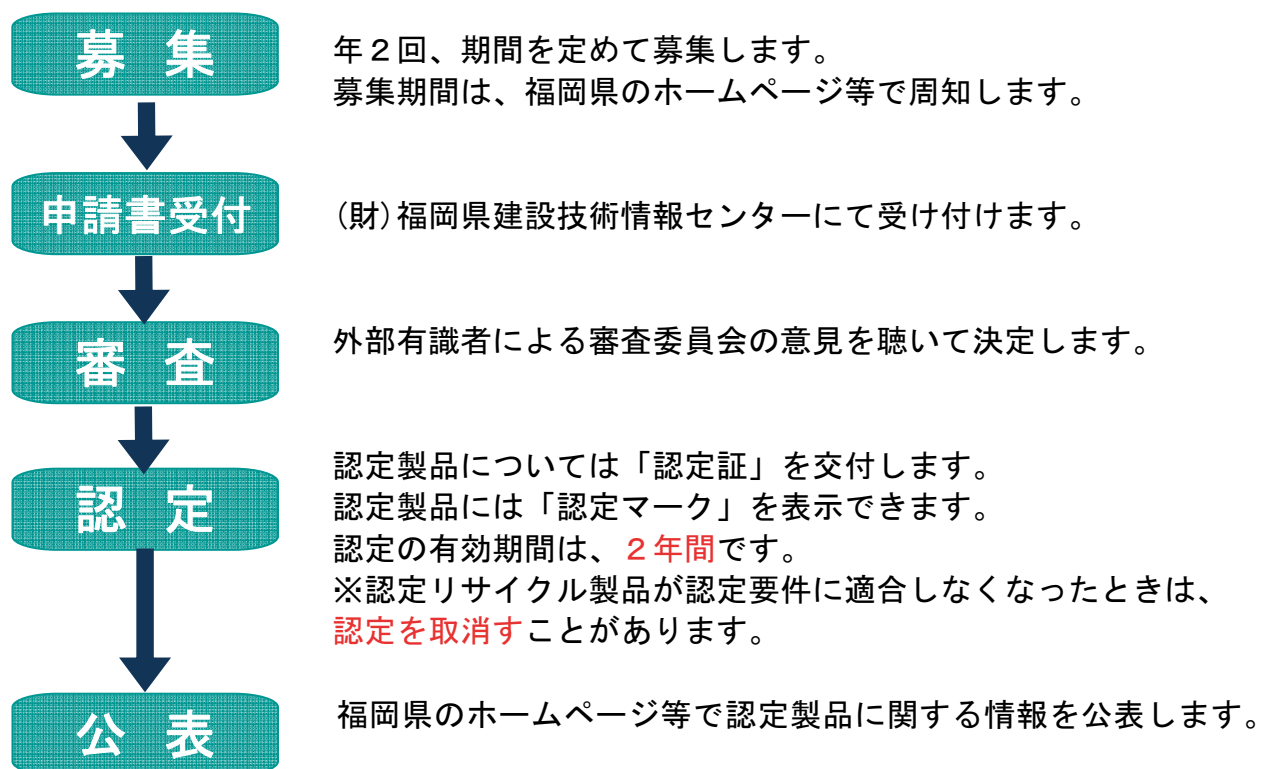 募 集
年２回、期間を定めて募集します。
募集期間は、福岡県のホームページ等で周知します。
申請書受付
(財)福岡県建設技術情報センターにて受け付けます。
審 査
外部有識者による審査委員会の意見を聴いて決定します。
認 定
認定製品については「認定証」を交付します。
認定製品には「認定マーク」を表示できます。
認定の有効期間は、２年間です。
※認定リサイクル製品が認定要件に適合しなくなったときは、
認定を取消すことがあります。
公 表
福岡県のホームページ等で認定製品に関する情報を公表します。